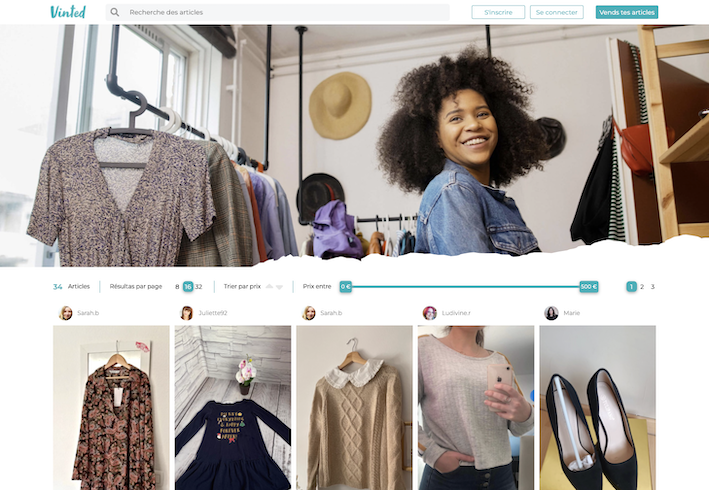 Vinted
Recherche des articles
S'inscrire
Se connecter
Vends tes articles
34 Articles
Résultas par page 8 16 32
Trier par prix
Prix entre 0 € 500 €
1 2 3
Sarah.b
Juliette92
Sarah.b
Ludivine.r
Marie